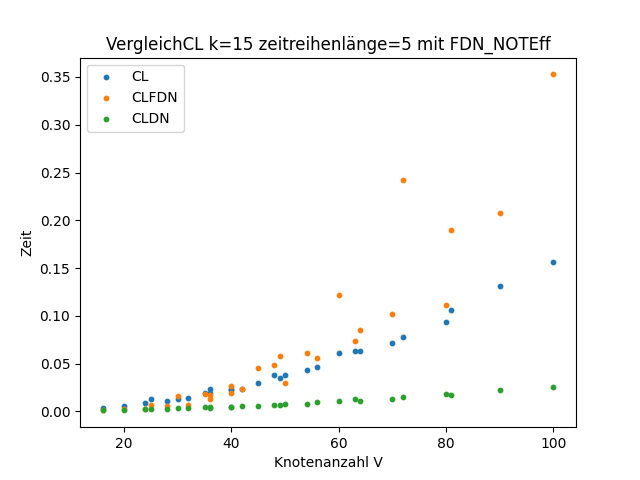 VergleichCL k=15 zeitreihenlänge=5 mit FDN_NOTEff
CL
CLFDN
CLDN
0.35
0.30
0.25
0.20
0.15
0.10
0.05
0.00
Zeit
20 40 60 80 100
Knotenanzahl V